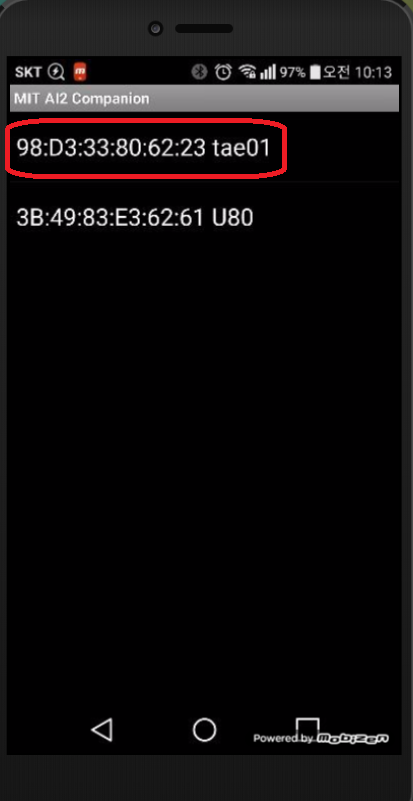 SKT 97% 오전 10:13
MIT AI2 Companion
98:D3:33:80:62:23 tae01
3B:49:83:E3:62:61 U80
Powered by mobizen